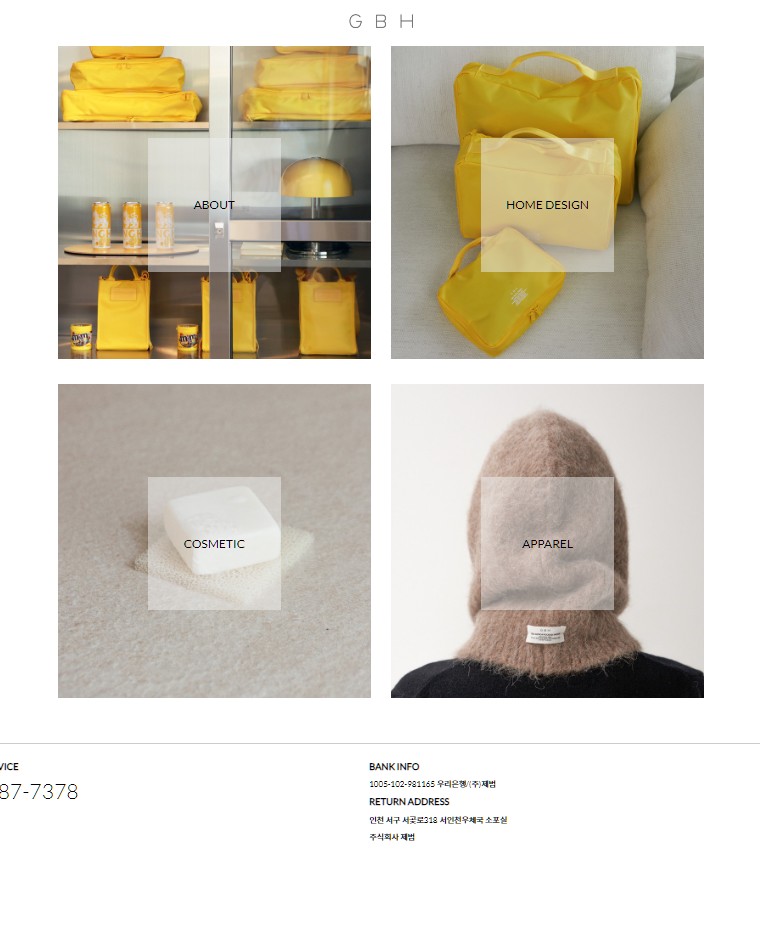 G B H
ABOUT
HOME DESIGN
COSMETIC
APPAREL
VICE
87-7378
BANK INFO
1005-102-981165 우리은행/(주)제범
RETURN ADDRESS
인천 서구 서곶로318 서인천우체국 소포실
주식회사 제범